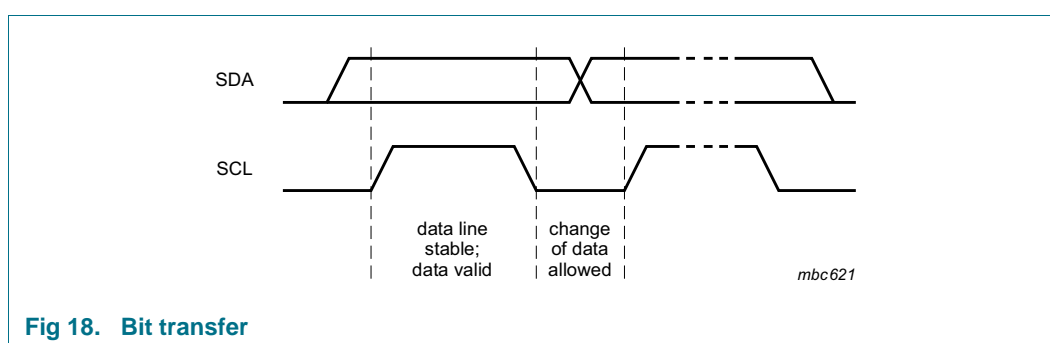 SDA
SCL
data line
stable;
data valid
change
of data
allowed
mbc621
Fig 18. Bit transfer